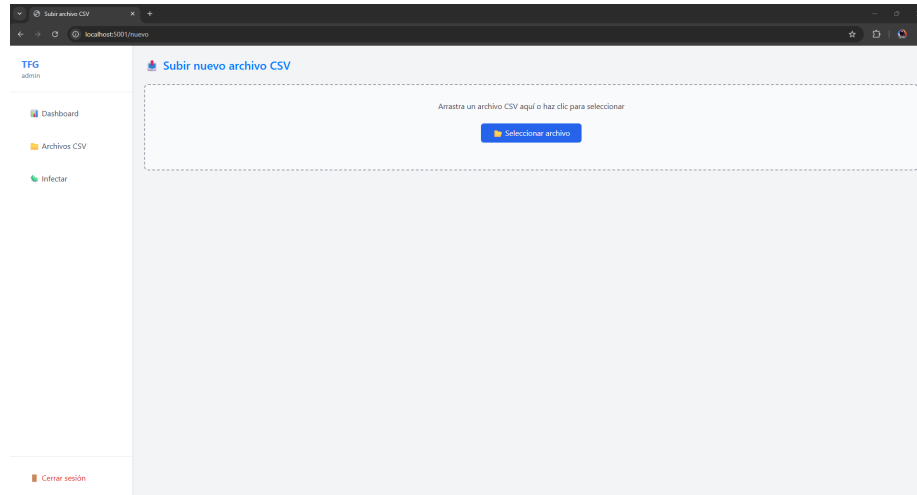 Subir archivo CSV
localhost:5001/nuevo
TFG
admin
Dashboard
Archivos CSV
Infectar
Cerrar sesión
Subir nuevo archivo CSV
Arrastra un archivo CSV aquí o haz clic para seleccionar
Seleccionar archivo